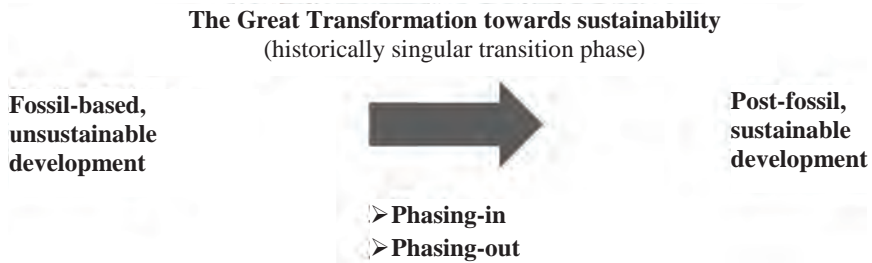 The Great Transformation towards sustainability
(historically singular transition phase)
Fossil-based,
unsustainable
development
Post-fossil,
sustainable
development
➢ Phasing-in
➢ Phasing-out